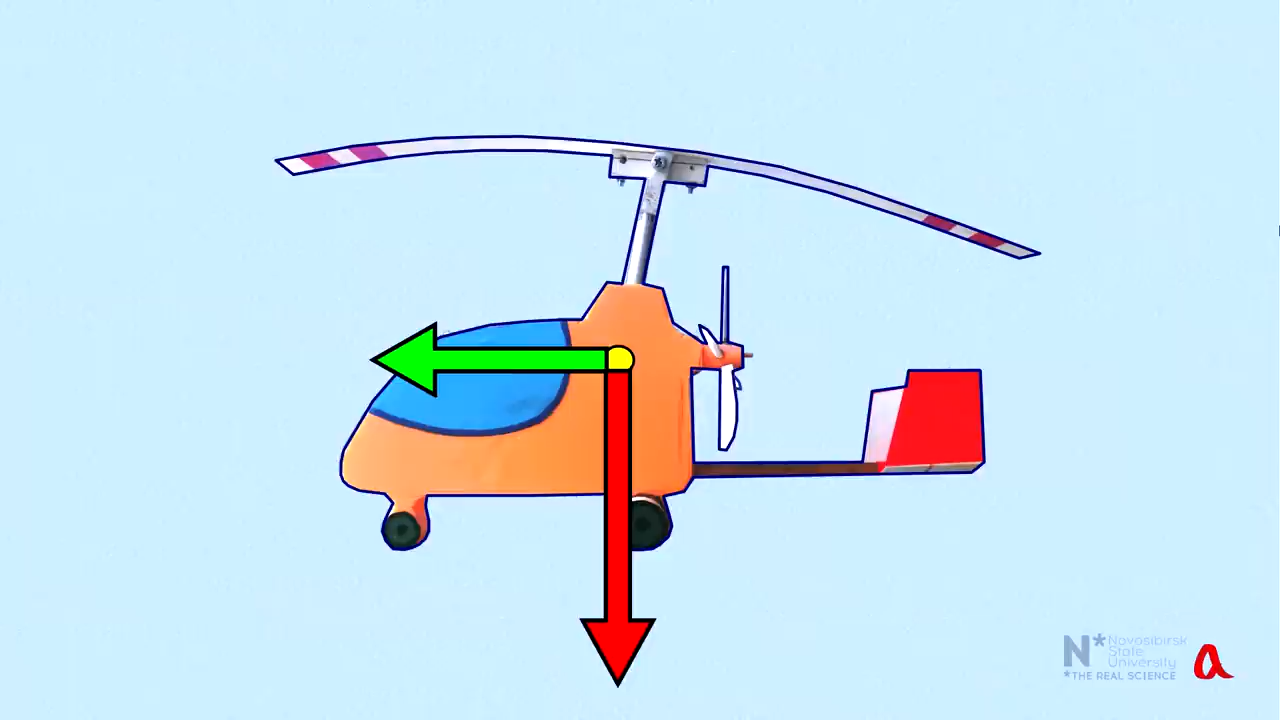 N*
Novosibirsk
State
University
*THE REAL SCIENCE
a